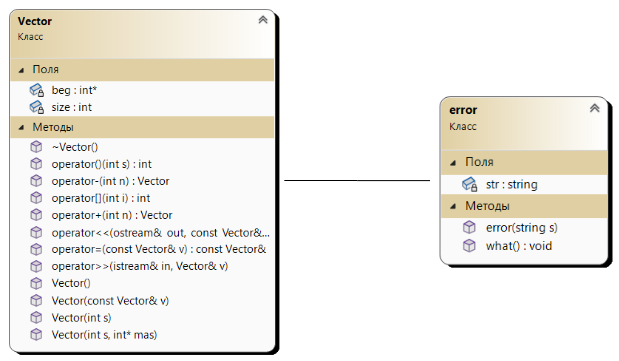 Vector
Класс
Поля
beg : int*
size : int
Методы
~Vector()
operator()(int s) : int
operator-(int n) : Vector
operator[](int i) : int
operator+(int n) : Vector
operator<<(ostream& out, const Vector&...
operator=(const Vector& v) : const Vector&
operator>>(istream& in, Vector& v)
Vector()
Vector(const Vector& v)
Vector(int s)
Vector(int s, int* mas)
error
Класс
Поля
str : string
Методы
error(string s)
what() : void